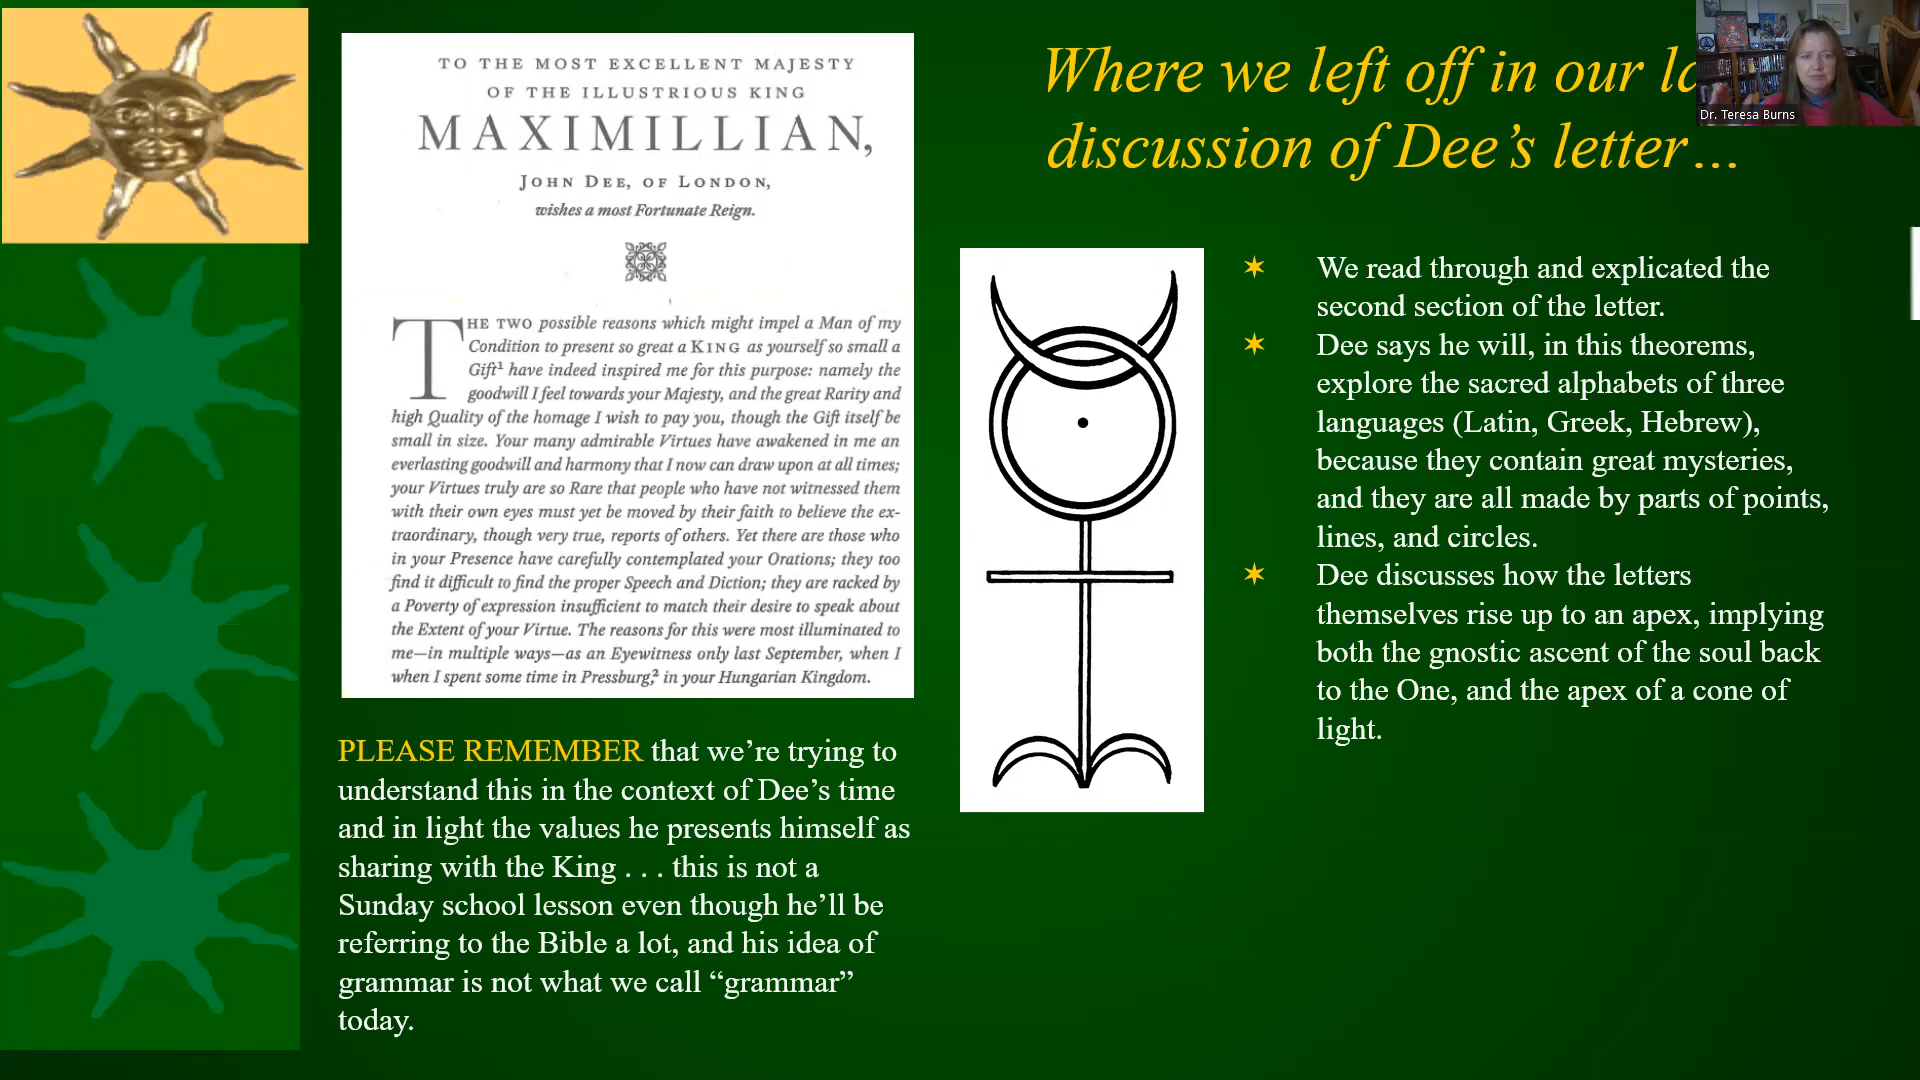 TO THE MOST EXCELLENT MAJESTY
OF THE ILLUSTRIOUS KING
MAXIMILLIAN,
JOHN DEE, OF LONDON,
wishes a most Fortunate Reign.
THE TWO possible reasons which might impel a Man of my
Condition to present so great a KING as yourself so small a
Gift¹ have indeed inspired me for this purpose: namely the
goodwill I feel towards your Majesty, and the great Rarity and
high Quality of the homage I wish to pay you, though the Gift itself be
small in size. Your many admirable Virtues have awakened in me an
everlasting goodwill and harmony that I now can draw upon at all times;
your Virtues truly are so Rare that people who have not witnessed them
with their own eyes must yet be moved by their faith to believe the ex-
traordinary, though very true, reports of others. Yet there are those who
in your Presence have carefully contemplated your Orations; they too
find it difficult to find the proper Speech and Diction; they are racked by
a Poverty of expression insufficient to match their desire to speak about
the Extent of your Virtue. The reasons for this were most illuminated to
me—in multiple ways—as an Eyewitness only last September, when I
when I spent some time in Pressburg,² in your Hungarian Kingdom.
PLEASE REMEMBER that we’re trying to
understand this in the context of Dee’s time
and in light the values he presents himself as
sharing with the King . . . this is not a
Sunday school lesson even though he’ll be
referring to the Bible a lot, and his idea of
grammar is not what we call “grammar”
today.
Where we left off in our
discussion of Dee’s letter…
Dr. Teresa Burns
✶ We read through and explicated the
second section of the letter.
✶ Dee says he will, in this theorems,
explore the sacred alphabets of three
languages (Latin, Greek, Hebrew),
because they contain great mysteries,
and they are all made by parts of points,
lines, and circles.
✶ Dee discusses how the letters
themselves rise up to an apex, implying
both the gnostic ascent of the soul back
to the One, and the apex of a cone of
light.